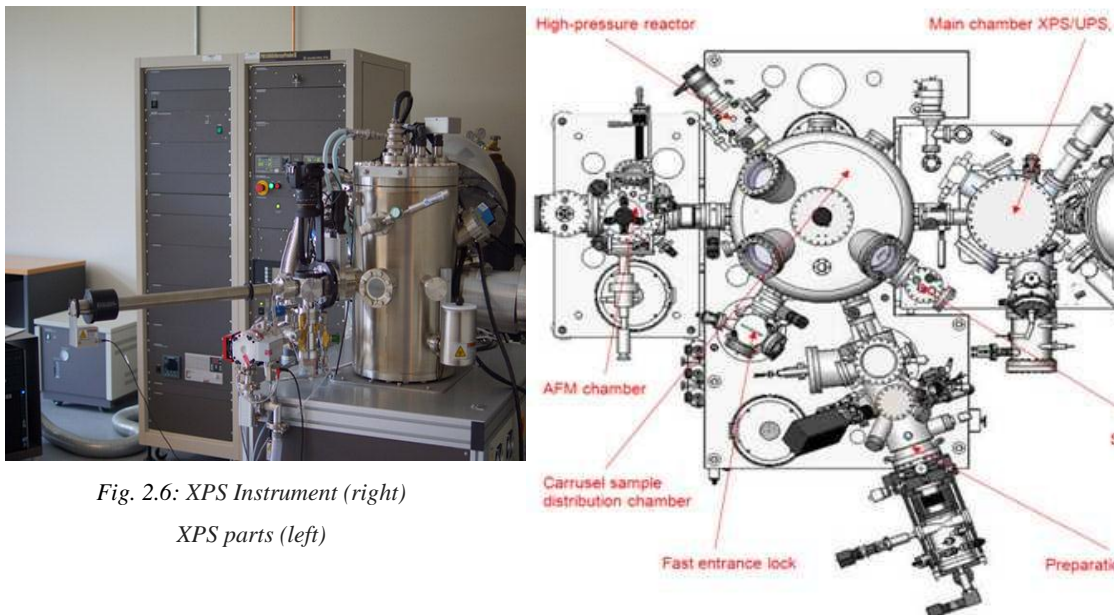 High-pressure reactor
Main chamber XPS/UPS,
AFM chamber
Carrusel sample
distribution chamber
Fast entrance lock
Fig. 2.6: XPS Instrument (right)
XPS parts (left)